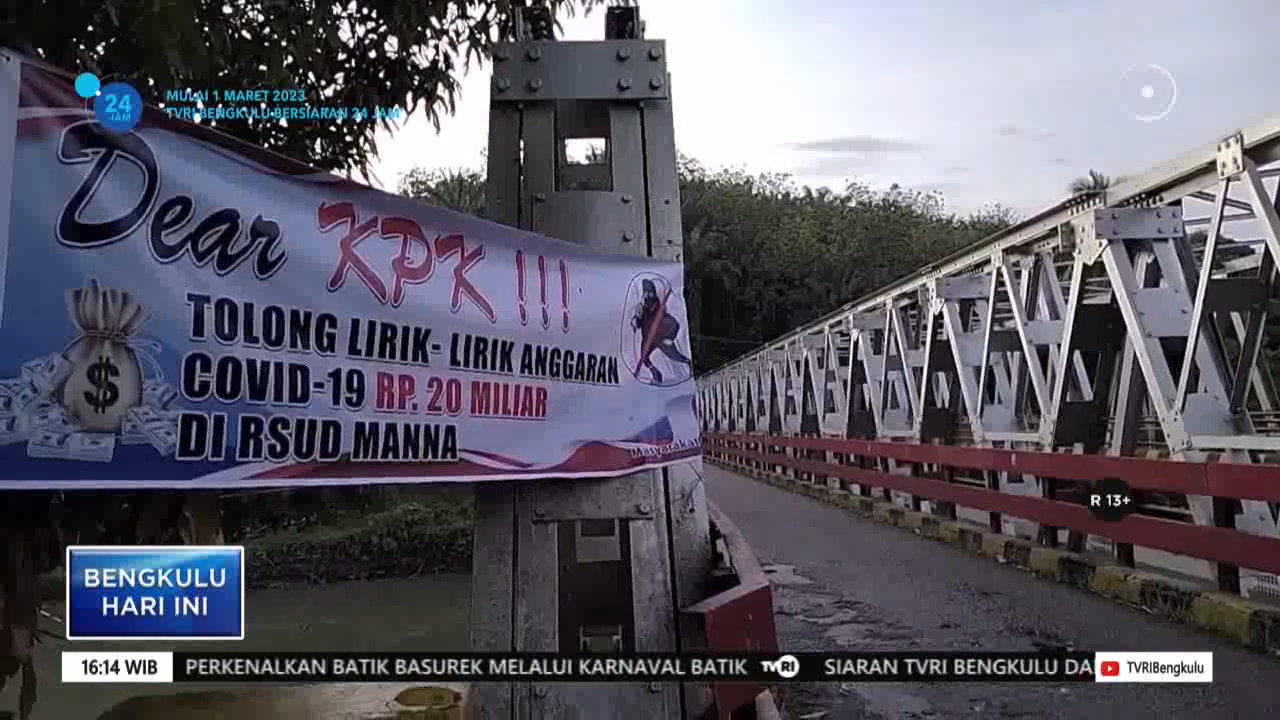 24
JAM
MULAI 1 MARET 2023
TVRI BENGKULU BERSIARAN 24 JAM
Dear KPK !!!
TOLONG LIRIK- LIRIK ANGGARAN
COVID-19 RP. 20 MILIAR
DI RSUD MANNA
Masyarakat
$
R 13+
BENGKULU
HARI INI
16:14 WIB
PERKENALKAN BATIK BASUREK MELALUI KARNAVAL BATIK TVRI SIARAN TVRI BENGKULU DA
TVRIBengkulu